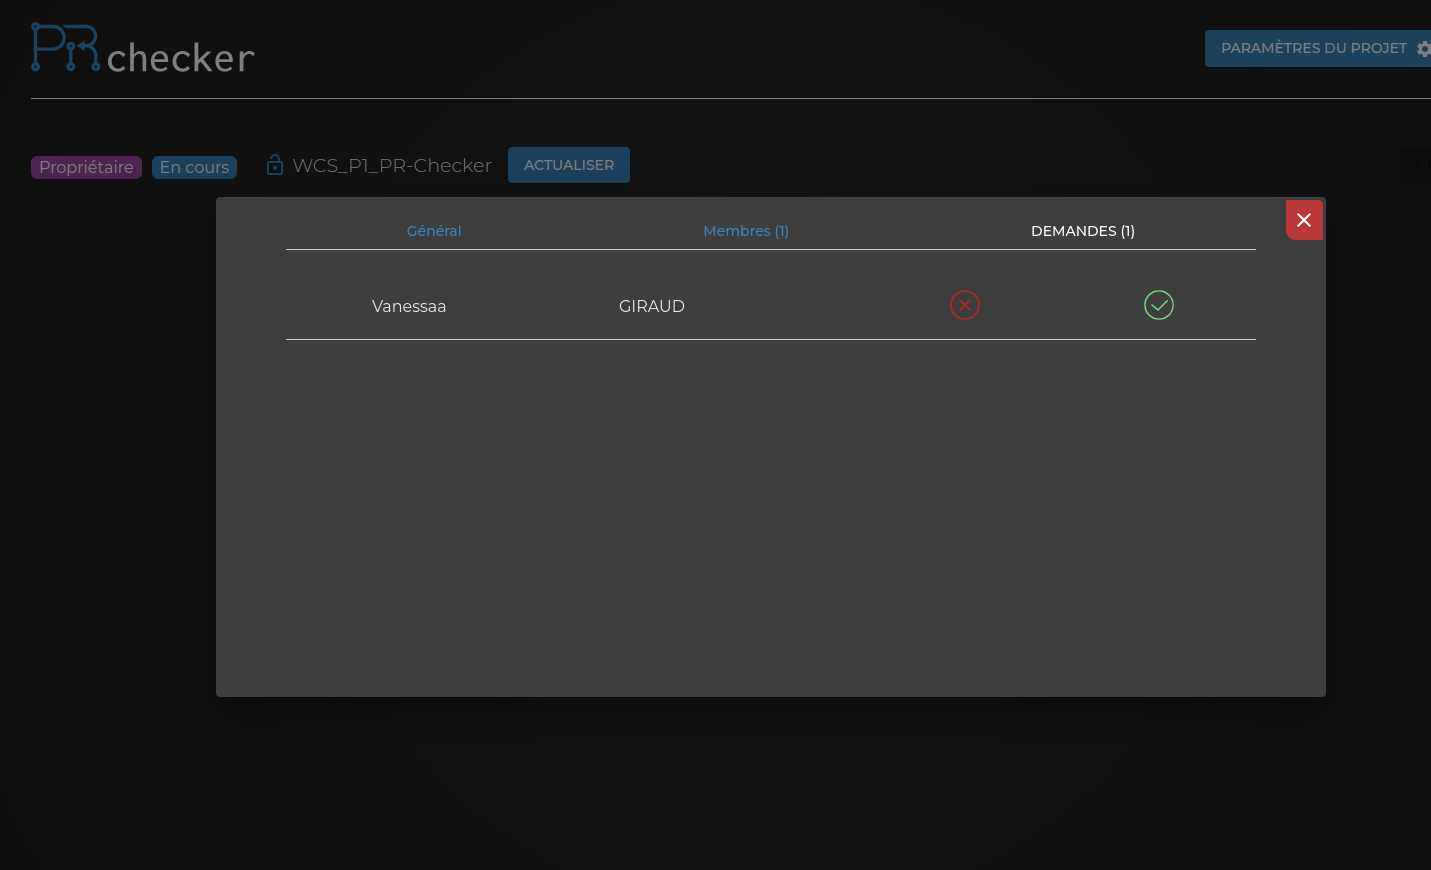 PR checker
PARAMÈTRES DU PROJET
Propriétaire
En cours
WCS_P1_PR-Checker
ACTUALISER
Général
Membres (1)
DEMANDES (1)
Vanessaa
GIRAUD